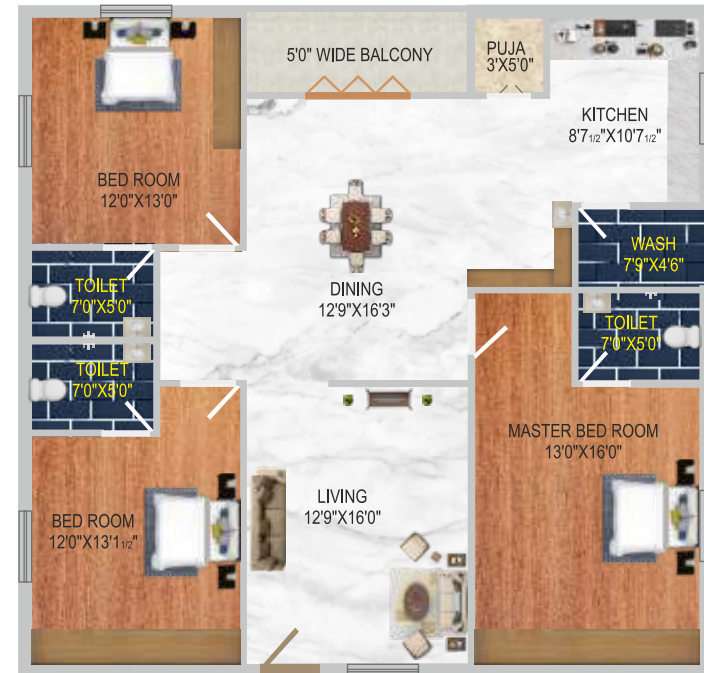 5'0" WIDE BALCONY
PUJA
3'X5'0"
KITCHEN
8'7 1/2"X10'7 1/2"
BED ROOM
12'0"X13'0"
WASH
7'9"X4'6"
TOILET
7'0"X5'0"
DINING
12'9"X16'3"
TOILET
7'0"X5'0"
TOILET
7'0"X5'0"
MASTER BED ROOM
13'0"X16'0"
LIVING
12'9"X16'0"
BED ROOM
12'0"X13'1 1/2"